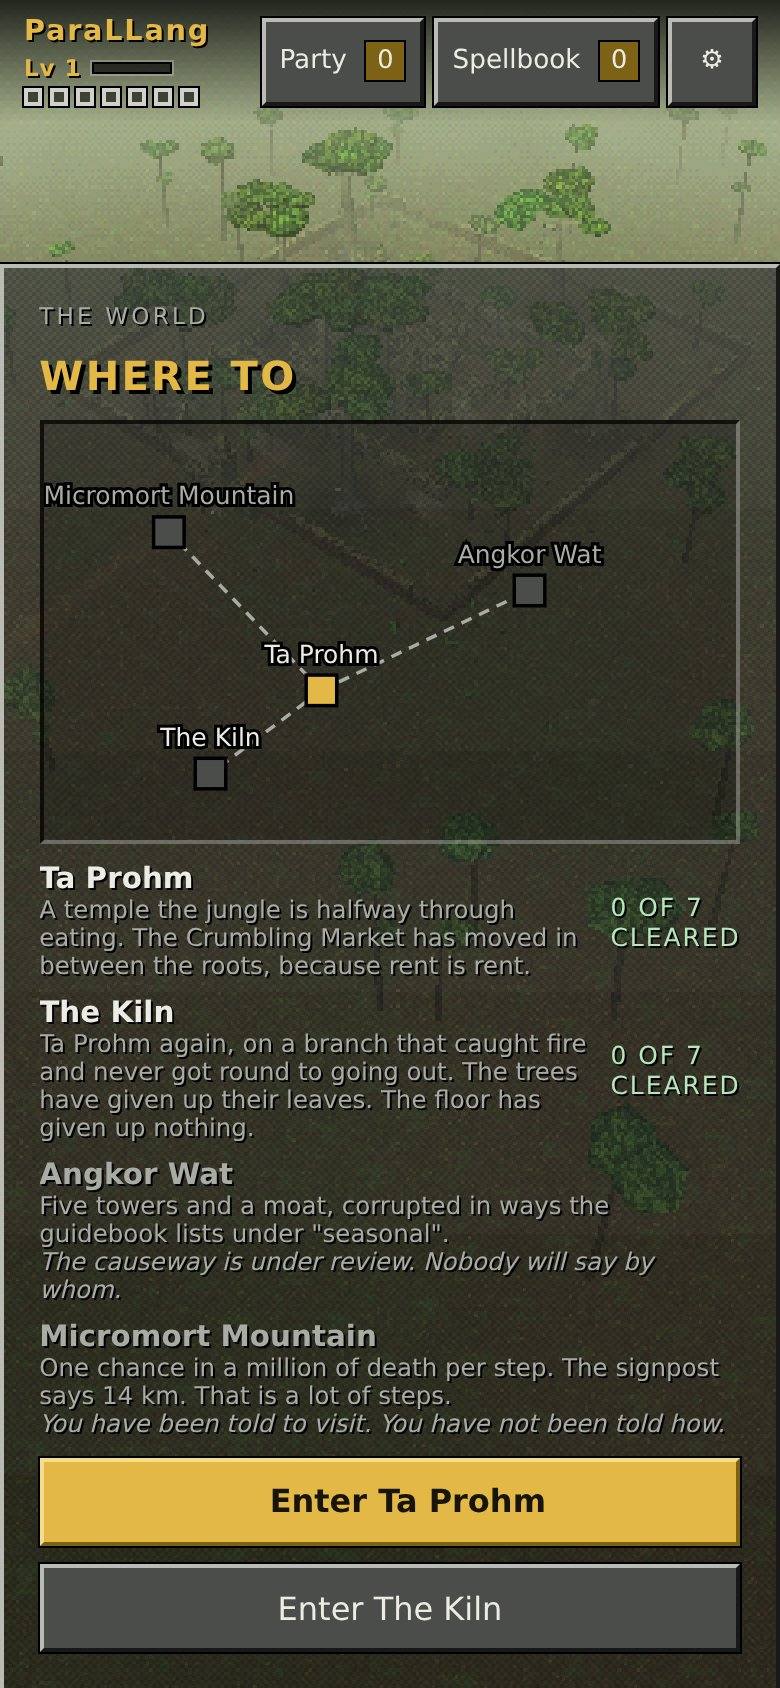 ParaLLang
Lv 1
Party 0
Spellbook 0
⚙
THE WORLD
WHERE TO
Micromort Mountain
Angkor Wat
Ta Prohm
The Kiln
Ta Prohm
A temple the jungle is halfway through
eating. The Crumbling Market has moved in
between the roots, because rent is rent.
0 OF 7
CLEARED
The Kiln
Ta Prohm again, on a branch that caught fire
and never got round to going out. The trees
have given up their leaves. The floor has
given up nothing.
0 OF 7
CLEARED
Angkor Wat
Five towers and a moat, corrupted in ways the
guidebook lists under "seasonal".
The causeway is under review. Nobody will say by
whom.
Micromort Mountain
One chance in a million of death per step. The signpost
says 14 km. That is a lot of steps.
You have been told to visit. You have not been told how.
Enter Ta Prohm
Enter The Kiln